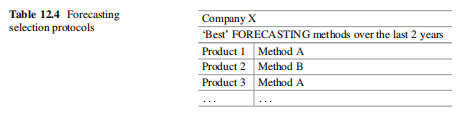 Table 12.4 Forecasting
selection protocols
Company X
‘Best’ FORECASTING methods over the last 2 years
Product 1 Method A
Product 2 Method B
Product 3 Method A
... ...